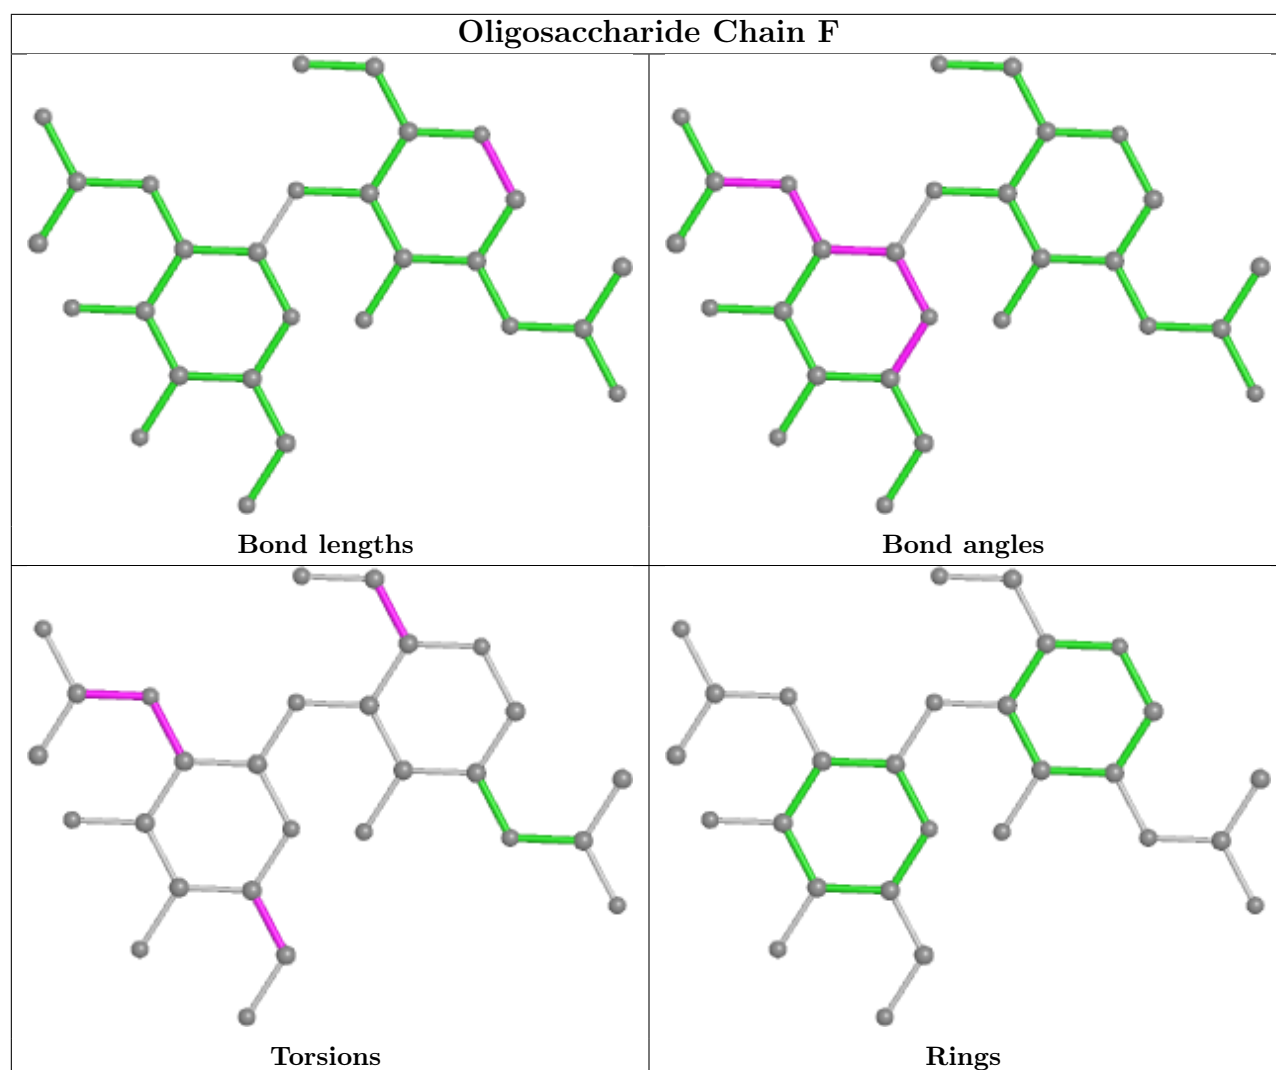 Oligosaccharide Chain F
Bond lengths
Bond angles
Torsions
Rings